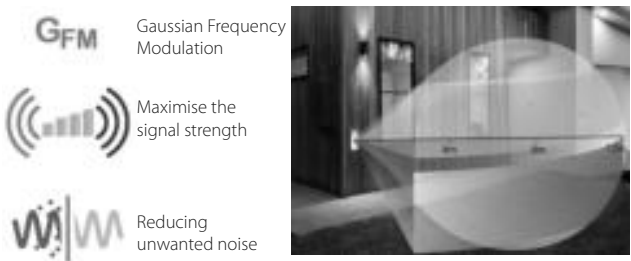 GFM
Gaussian Frequency
Modulation
Maximise the
signal strength
Reducing
unwanted noise